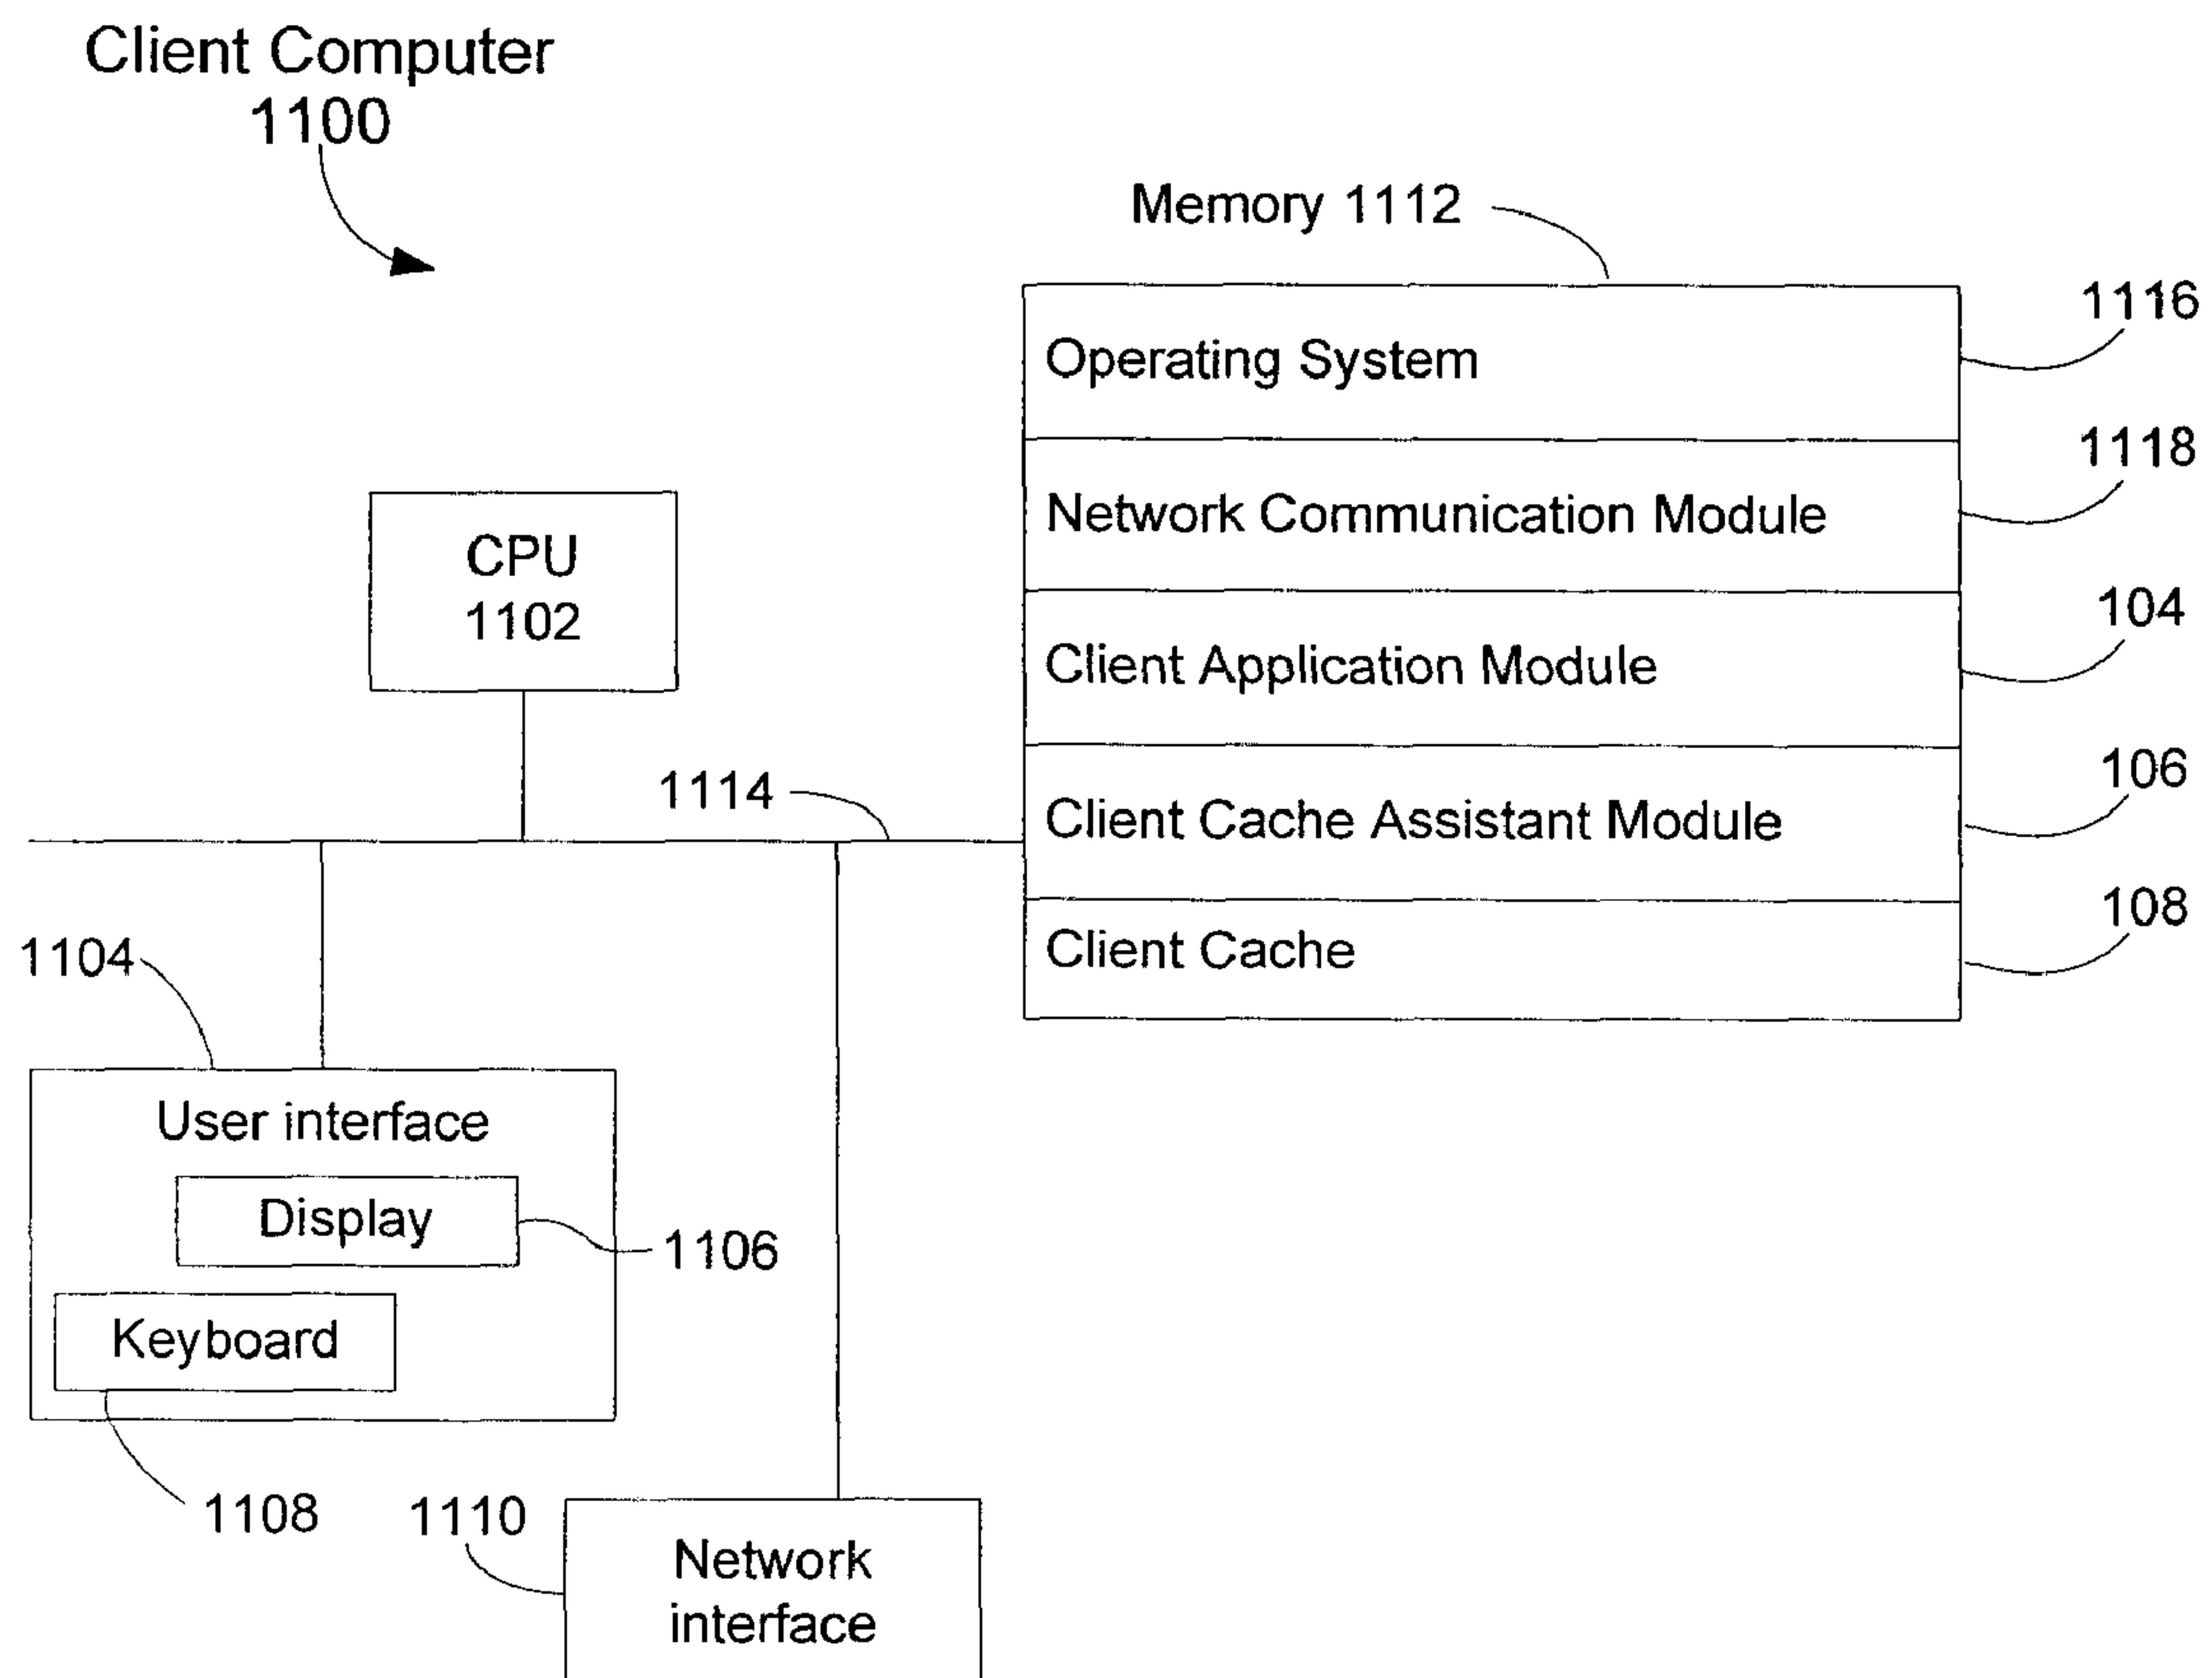 Client Computer
1100
Memory 1112
Operating System
1116
Network Communication Module
1118
Client Application Module
104
Client Cache Assistant Module
106
Client Cache
108
CPU
1102
1114
1104
User interface
Display
1106
Keyboard
1108
1110
Network
interface